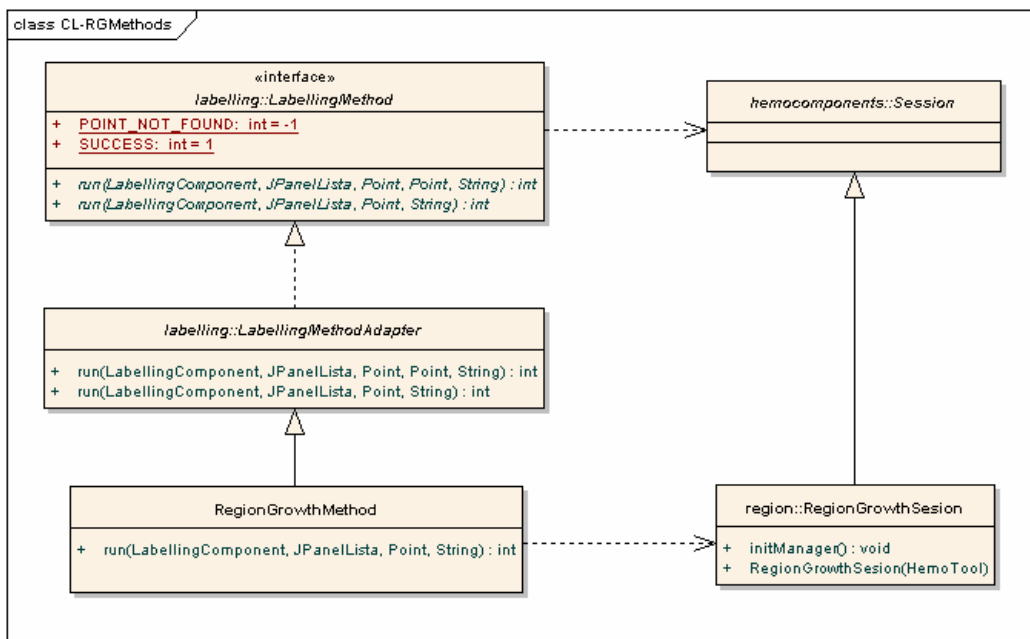 class CL-RGMethods
«interface»
labelling::LabellingMethod
+ POINT_NOT_FOUND: int = -1
+ SUCCESS: int = 1
+ run(LabellingComponent, JPanelLista, Point, Point, String) : int
+ run(LabellingComponent, JPanelLista, Point, String) : int
hemocomponents::Session
labelling::LabellingMethodAdapter
+ run(LabellingComponent, JPanelLista, Point, Point, String) : int
+ run(LabellingComponent, JPanelLista, Point, String) : int
RegionGrowthMethod
+ run(LabellingComponent, JPanelLista, Point, String) : int
region::RegionGrowthSesion
+ initManager() : void
+ RegionGrowthSesion(HemoTool)